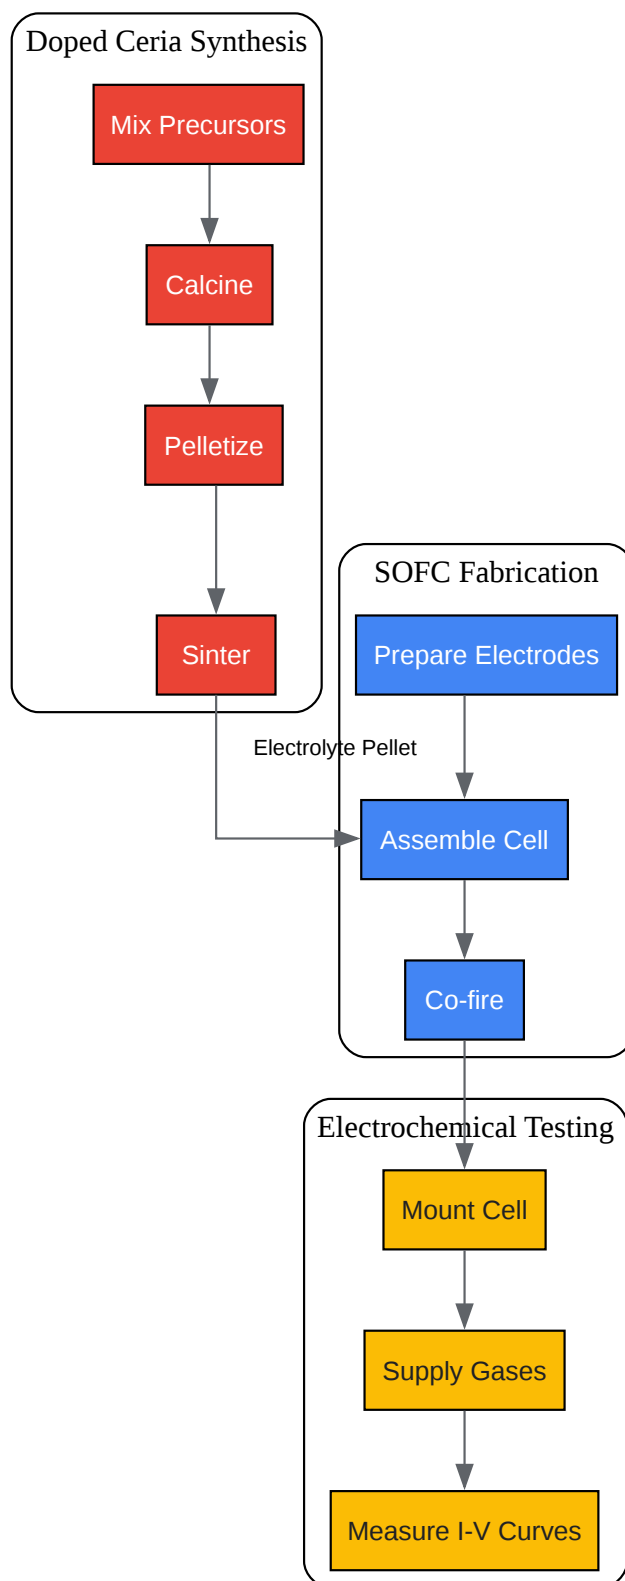 Doped Ceria Synthesis
Mix Precursors
Calcine
Pelletize
Sinter
SOFC Fabrication
Prepare Electrodes
Electrolyte Pellet
Assemble Cell
Co-fire
Electrochemical Testing
Mount Cell
Supply Gases
Measure I-V Curves